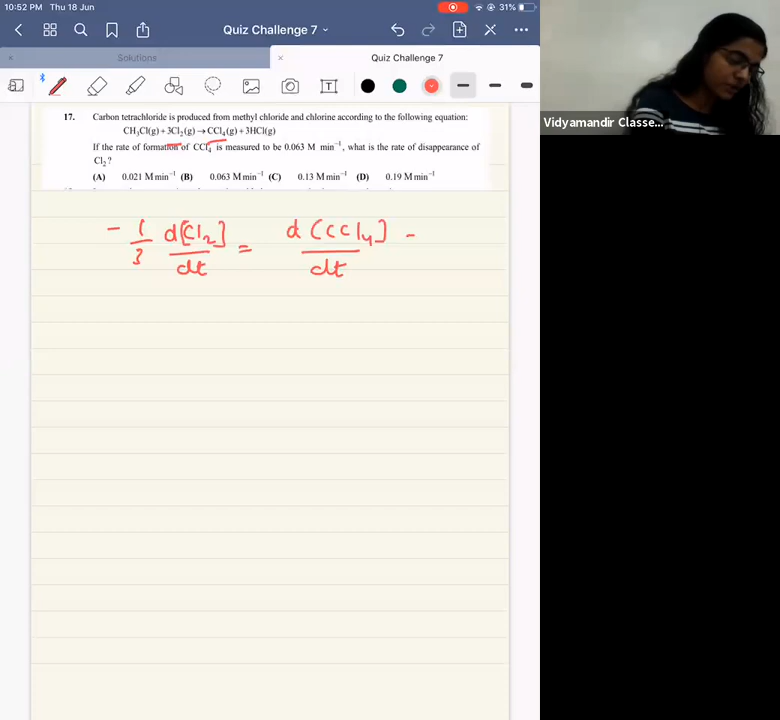 10:52 PM Thu 18 Jun
31%
Quiz Challenge 7
Solutions
Quiz Challenge 7
T
17. Carbon tetrachloride is produced from methyl chloride and chlorine according to the following equation:
CH₃Cl(g) + 3Cl₂(g) → CCl₄(g) + 3HCl(g)
If the rate of formation of CCl₄ is measured to be 0.063 M min⁻¹, what is the rate of disappearance of
Cl₂?
(A) 0.021 M min⁻¹ (B) 0.063 M min⁻¹ (C) 0.13 M min⁻¹ (D) 0.19 M min⁻¹
- 1/3 d[Cl₂]/dt = d(CCl₄]/dt -
Vidyamandir Classe...